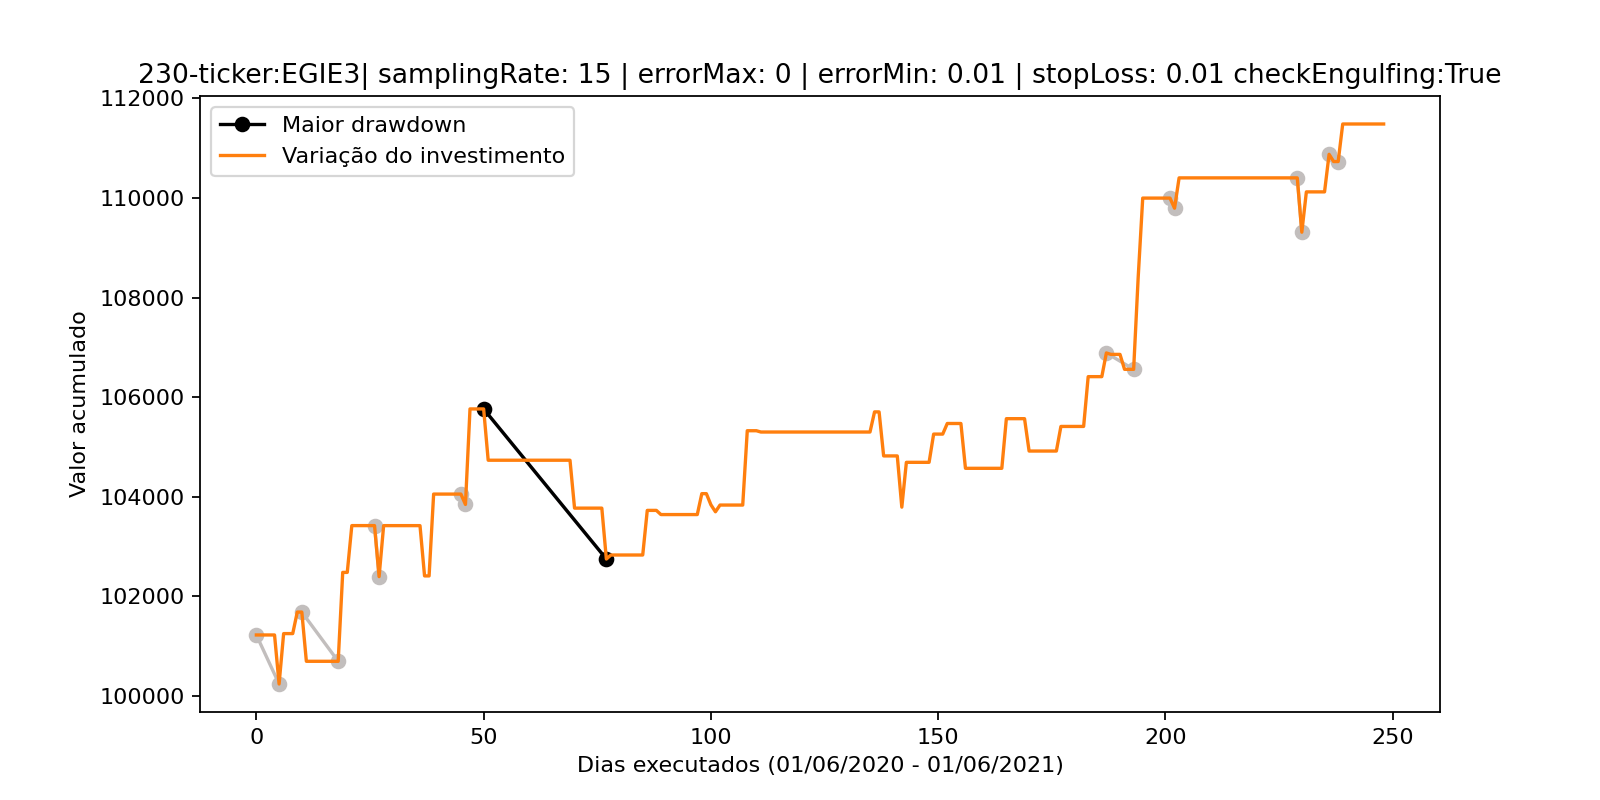 230-ticker:EGIE3| samplingRate: 15 | errorMax: 0 | errorMin: 0.01 | stopLoss: 0.01 checkEngulfing:True
Maior drawdown
Variação do investimento
112000
110000
108000
106000
104000
102000
100000
Valor acumulado
0 50 100 150 200 250
Dias executados (01/06/2020 - 01/06/2021)